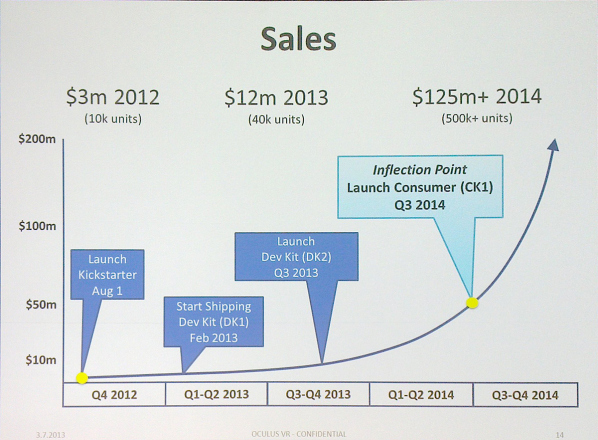 Sales
$3m 2012
(10k units)
$12m 2013
(40k units)
$125m+ 2014
(500k+ units)
$200m
$100m
$50m
$10m
Launch
Kickstarter
Aug 1
Start Shipping
Dev Kit (DK1)
Feb 2013
Launch
Dev Kit (DK2)
Q3 2013
Inflection Point
Launch Consumer (CK1)
Q3 2014
Q4 2012
Q1-Q2 2013
Q3-Q4 2013
Q1-Q2 2014
Q3-Q4 2014
3.7.2013
OCULUS VR - CONFIDENTIAL
14